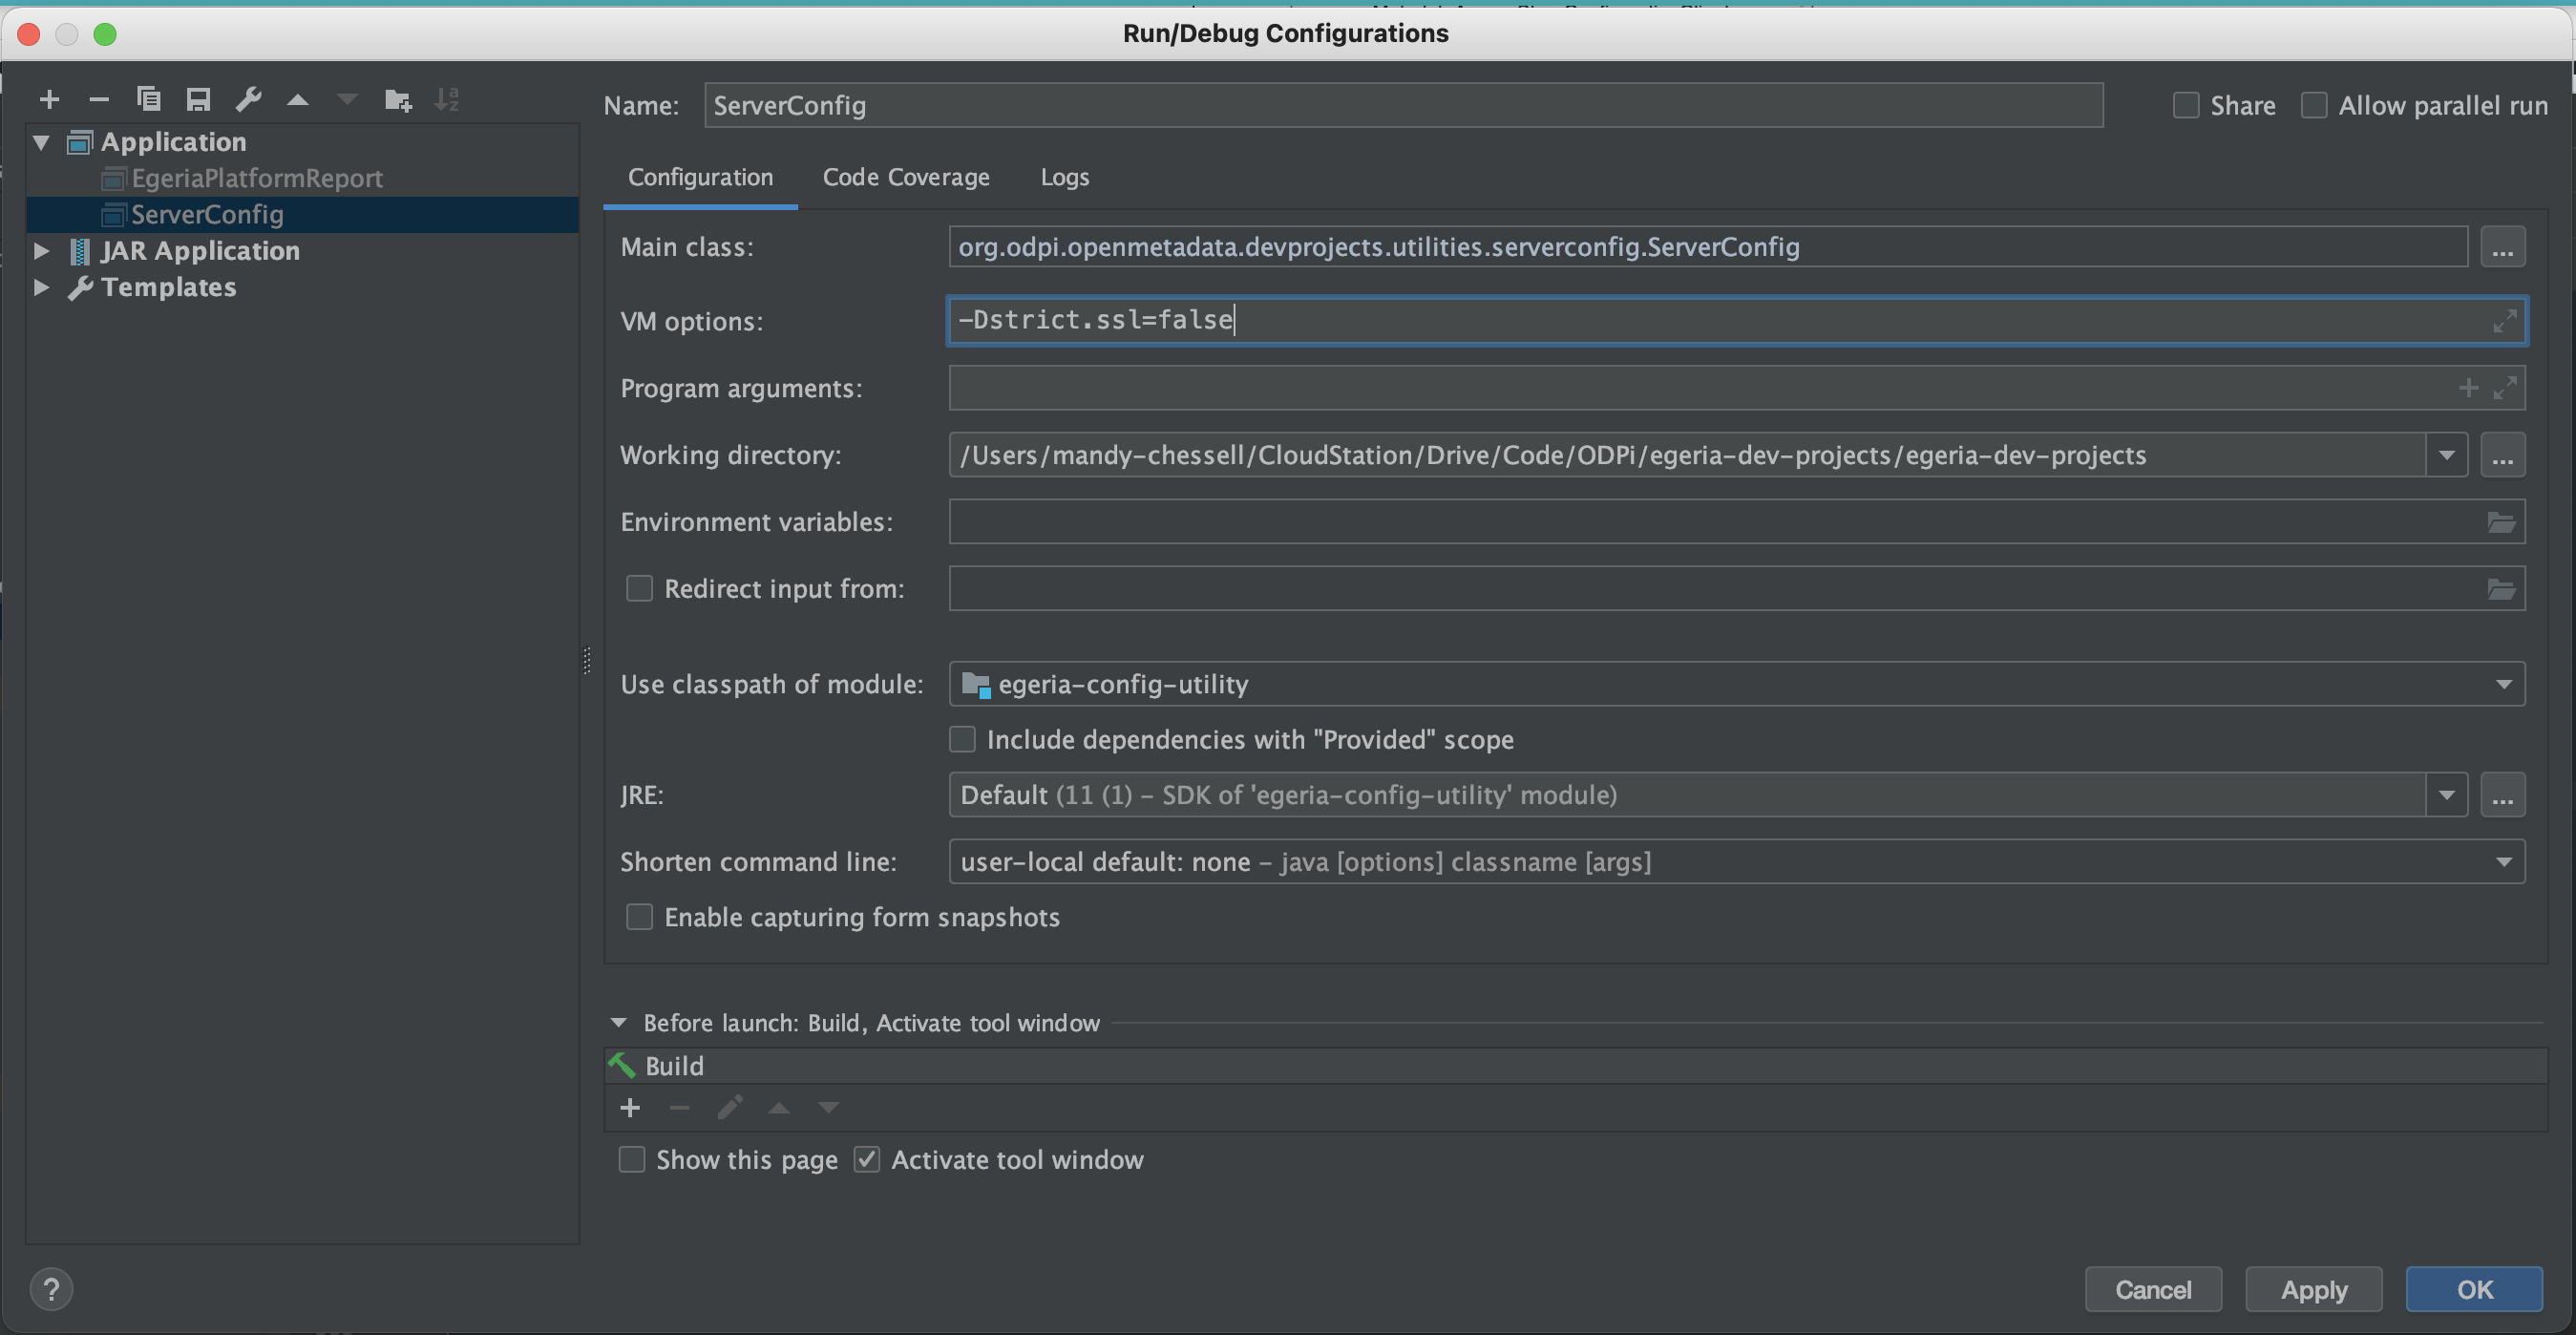 Run/Debug Configurations
Name: ServerConfig Share Allow parallel run
Application
EgeriaPlatformReport
ServerConfig
JAR Application
Templates
Configuration Code Coverage Logs
Main class: org.odpi.openmetadata.devprojects.utilities.serverconfig.ServerConfig ...
VM options: -Dstrict.ssl=false
Program arguments:
Working directory: /Users/mandy-chessell/CloudStation/Drive/Code/ODPi/egeria-dev-projects/egeria-dev-projects ...
Environment variables:
Redirect input from:
Use classpath of module: egeria-config-utility
Include dependencies with "Provided" scope
JRE: Default (11 (1) – SDK of 'egeria-config-utility' module) ...
Shorten command line: user-local default: none – java [options] classname [args]
Enable capturing form snapshots
Before launch: Build, Activate tool window
Build
Show this page Activate tool window
? Cancel Apply OK